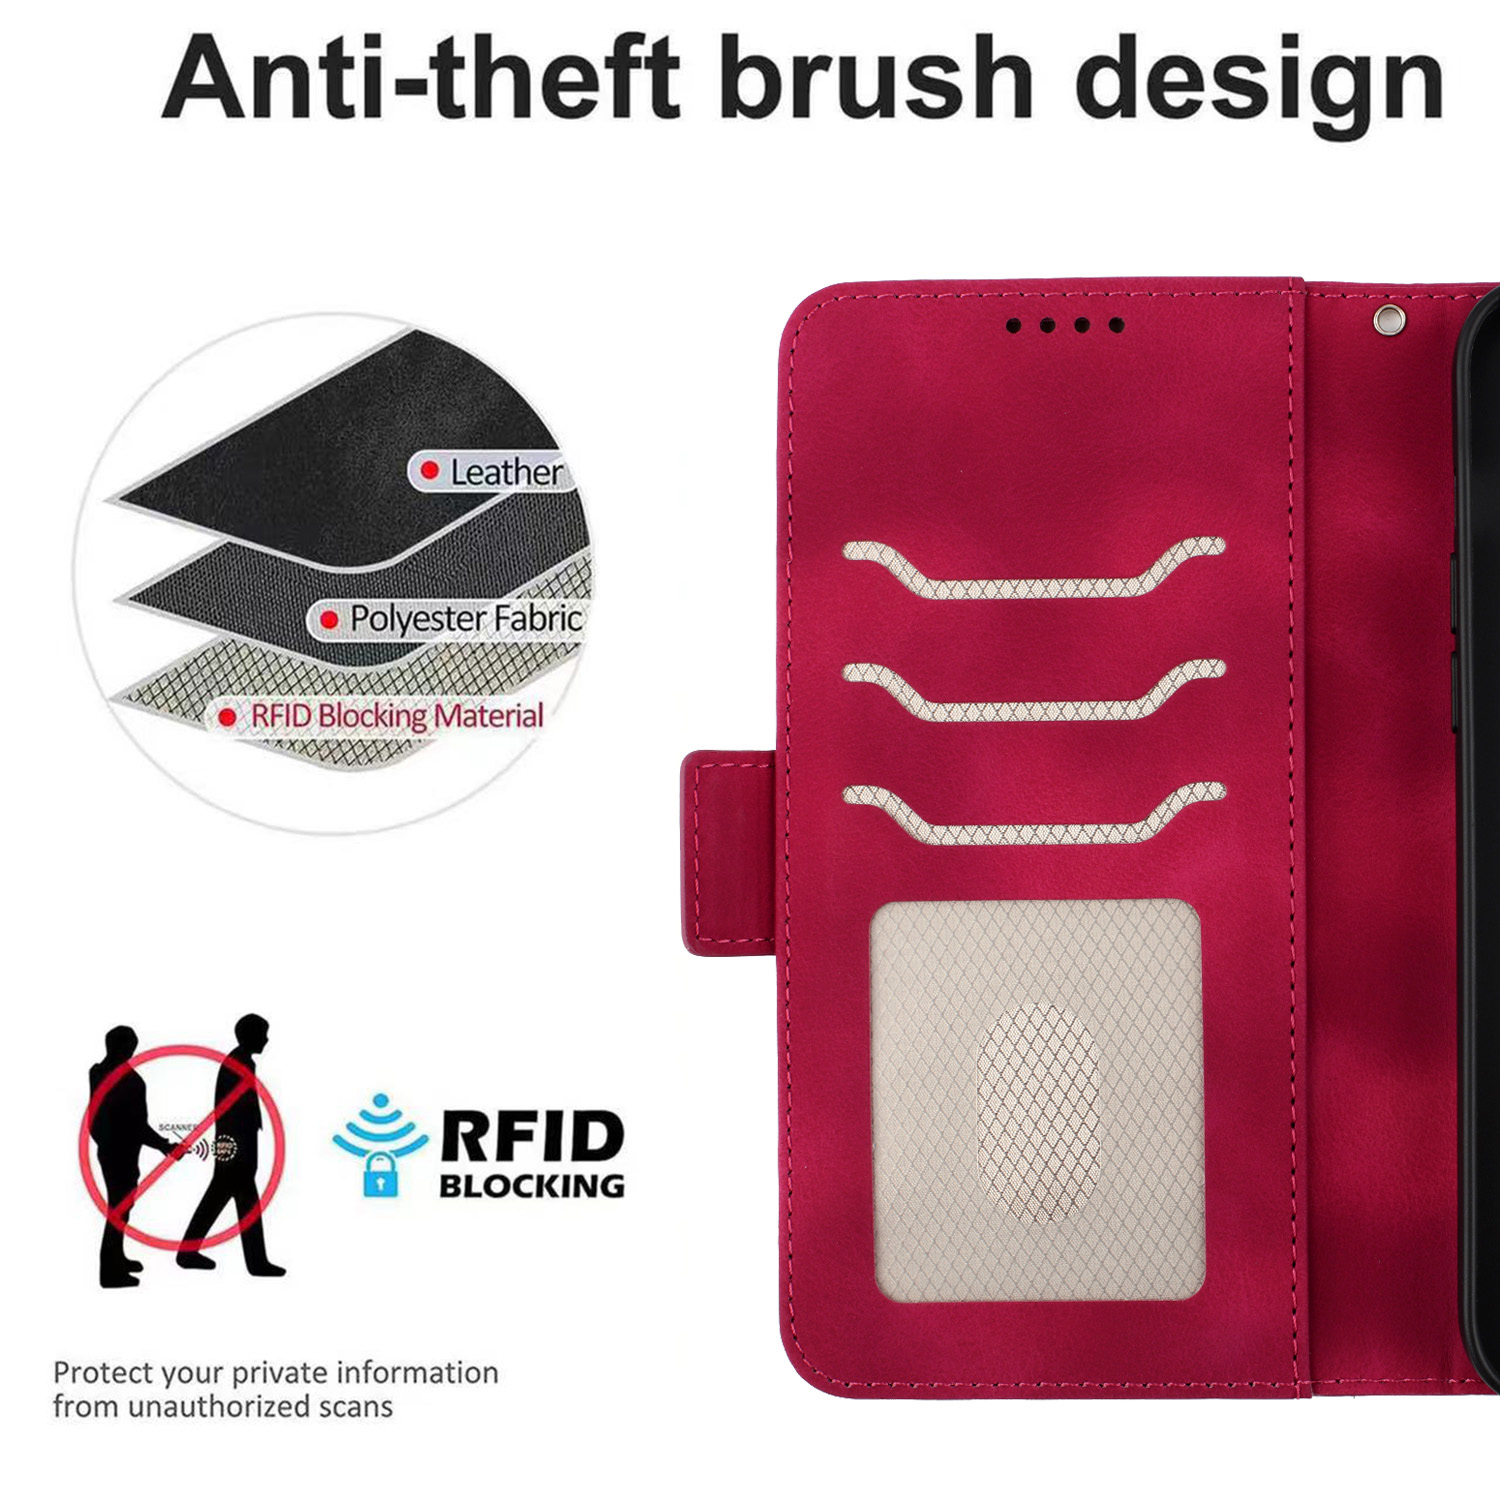 Anti-theft brush design
Leather
Polyester Fabric
RFID Blocking Material
SCANNER
RFID
BLOCKING
Protect your private information
from unauthorized scans